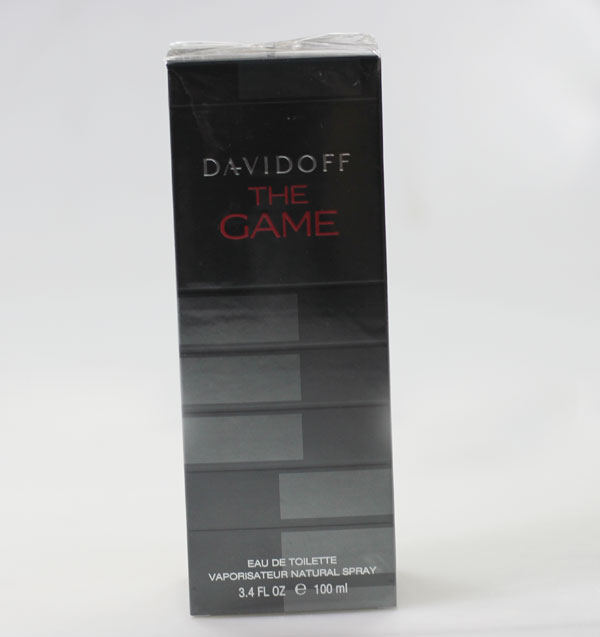 DAVIDOFF
THE
GAME
EAU DE TOILETTE
VAPORISATEUR NATURAL SPRAY
3.4 FL OZ ℮ 100 ml